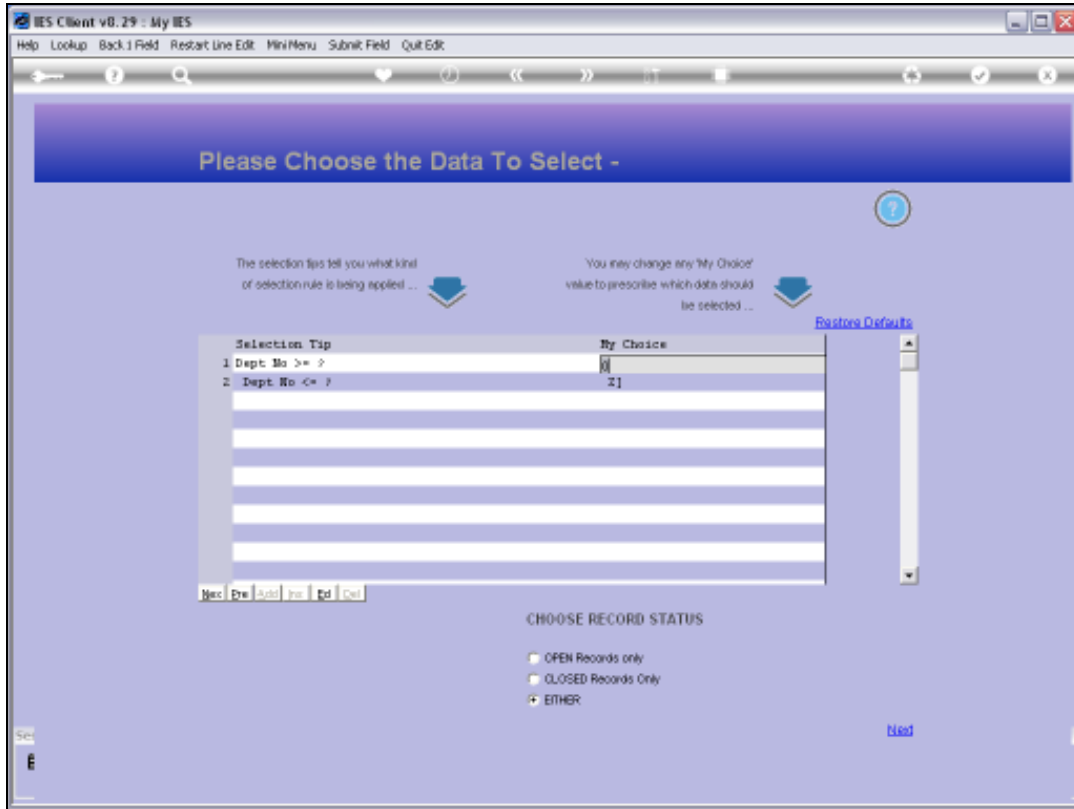 IES Client v8.29 : My IES
Help Lookup Back 1 Field Restart Line Edit MiniMenu Submit Field Quit Edit
Please Choose the Data To Select -
The selection tips tell you what kind
of selection rule is being applied ...
You may change any 'My Choice'
value to prescribe which data should
be selected ...
Restore Defaults
Selection Tip My Choice
1 Dept No >= ? 0
2 Dept No <= ? Z]
Nex Pre Add Ins Ed Del
CHOOSE RECORD STATUS
OPEN Records only
CLOSED Records Only
EITHER
Next
Se